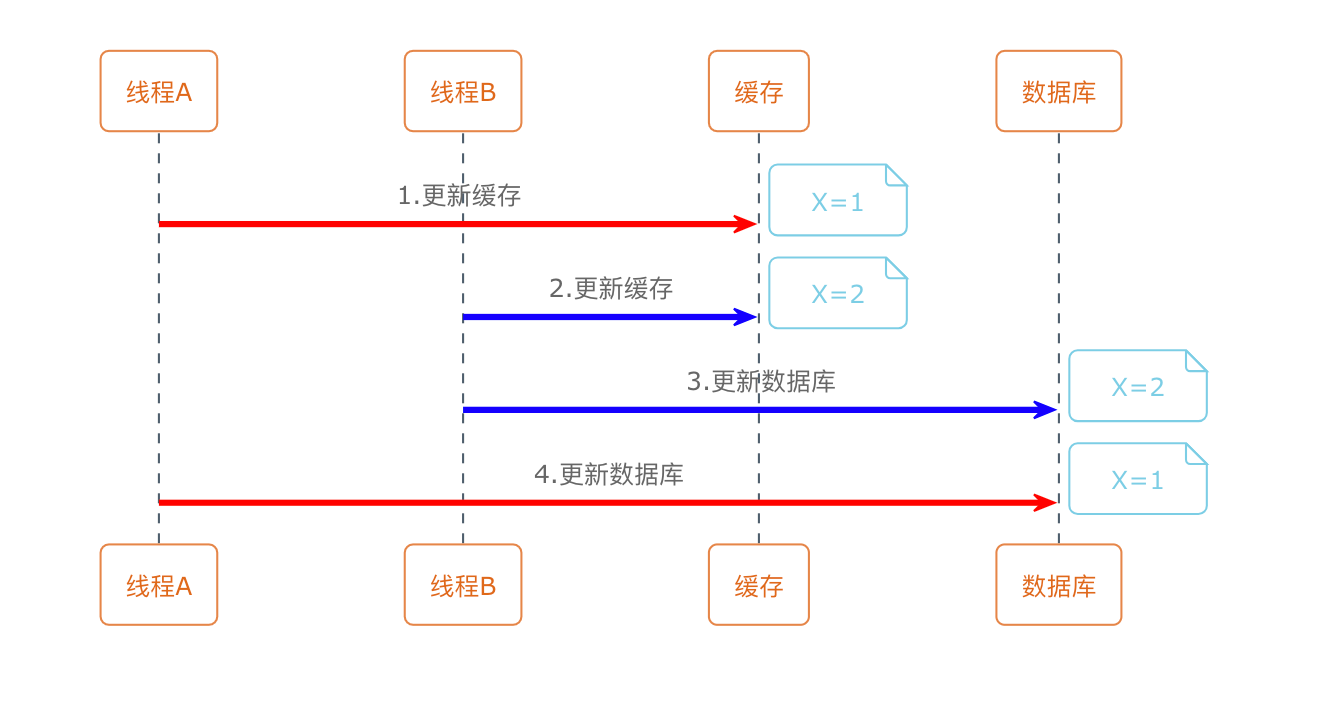 线程A
线程B
缓存
数据库
1.更新缓存
X=1
2.更新缓存
X=2
3.更新数据库
X=2
4.更新数据库
X=1
线程A
线程B
缓存
数据库